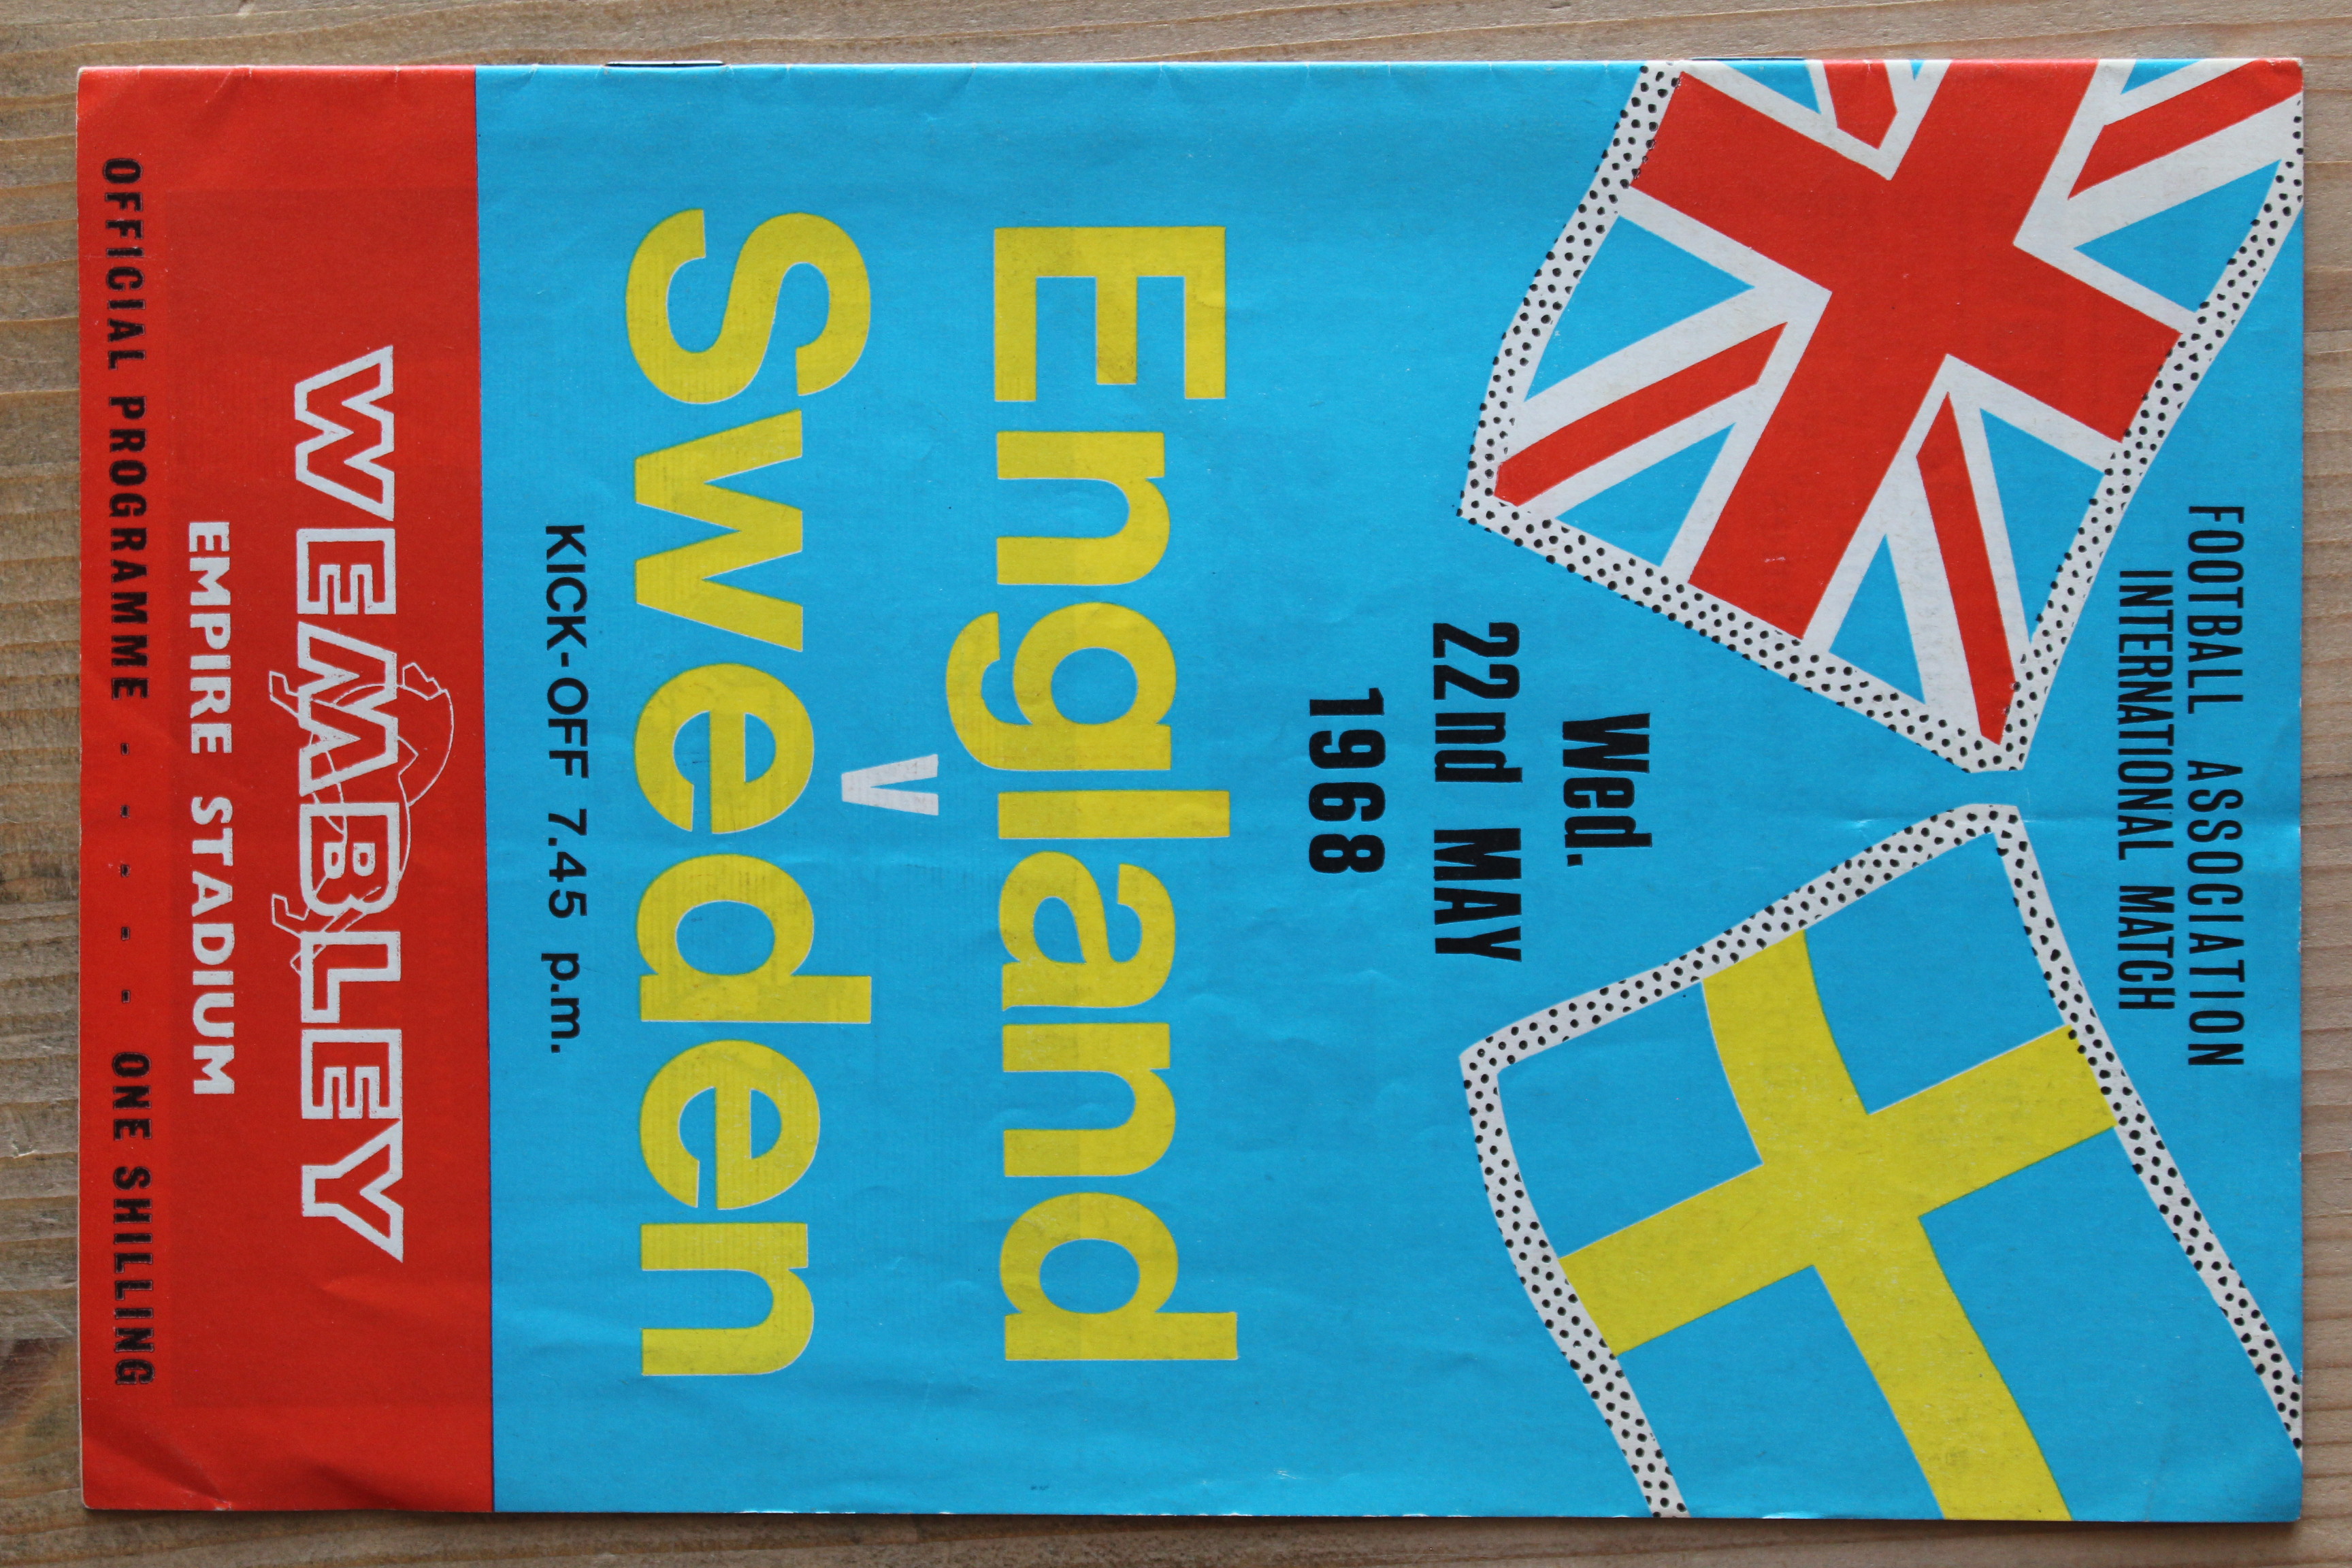 FOOTBALL ASSOCIATION
INTERNATIONAL MATCH
Wed.
22nd MAY
1968
England
v
Sweden
KICK-OFF 7.45 p.m.
WEMBLEY
EMPIRE STADIUM
OFFICIAL PROGRAMME - - - - - ONE SHILLING